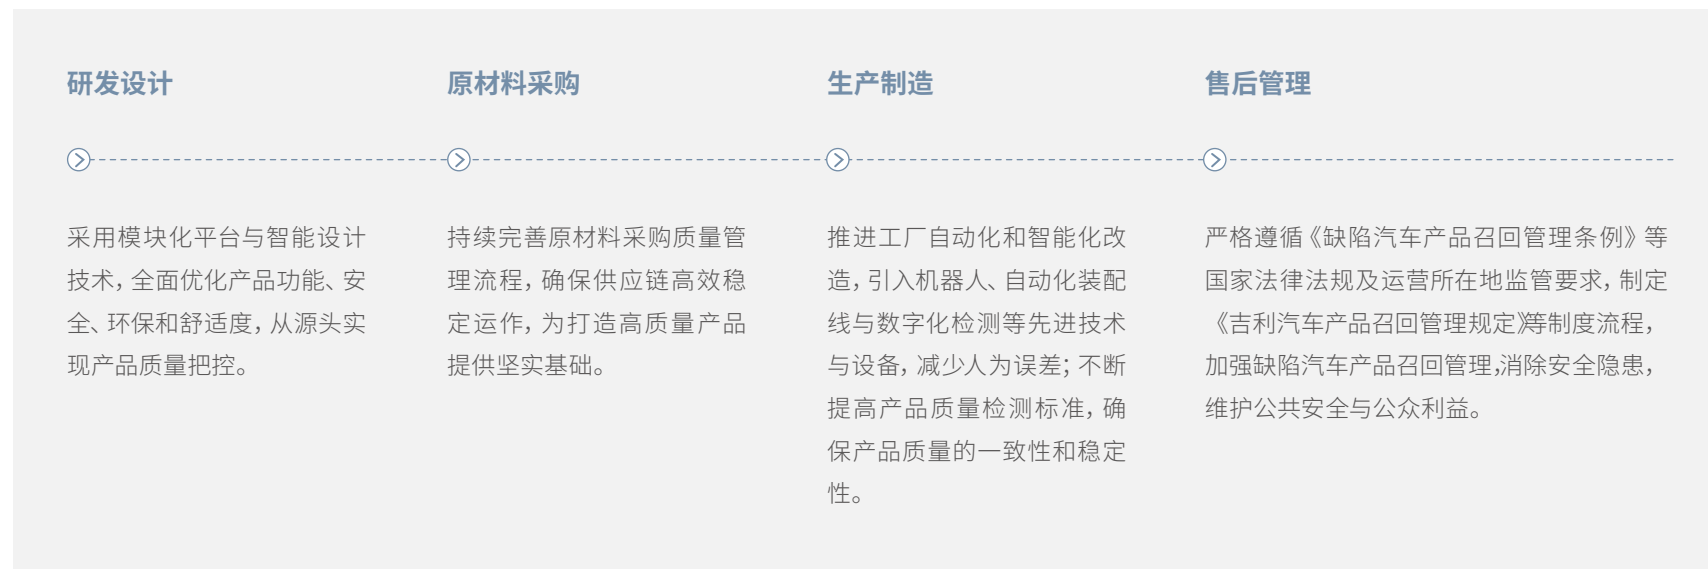 研发设计
采用模块化平台与智能设计
技术，全面优化产品功能、安
全、环保和舒适度，从源头实
现产品质量把控。
原材料采购
持续完善原材料采购质量管
理流程，确保供应链高效稳
定运作，为打造高质量产品
提供坚实基础。
生产制造
推进工厂自动化和智能化改
造，引入机器人、自动化装配
线与数字化检测等先进技术
与设备，减少人为误差；不断
提高产品质量检测标准，确
保产品质量的一致性和稳定
性。
售后管理
严格遵循《缺陷汽车产品召回管理条例》等
国家法律法规及运营所在地监管要求，制定
《吉利汽车产品召回管理规定》等制度流程，
加强缺陷汽车产品召回管理，消除安全隐患，
维护公共安全与公众利益。